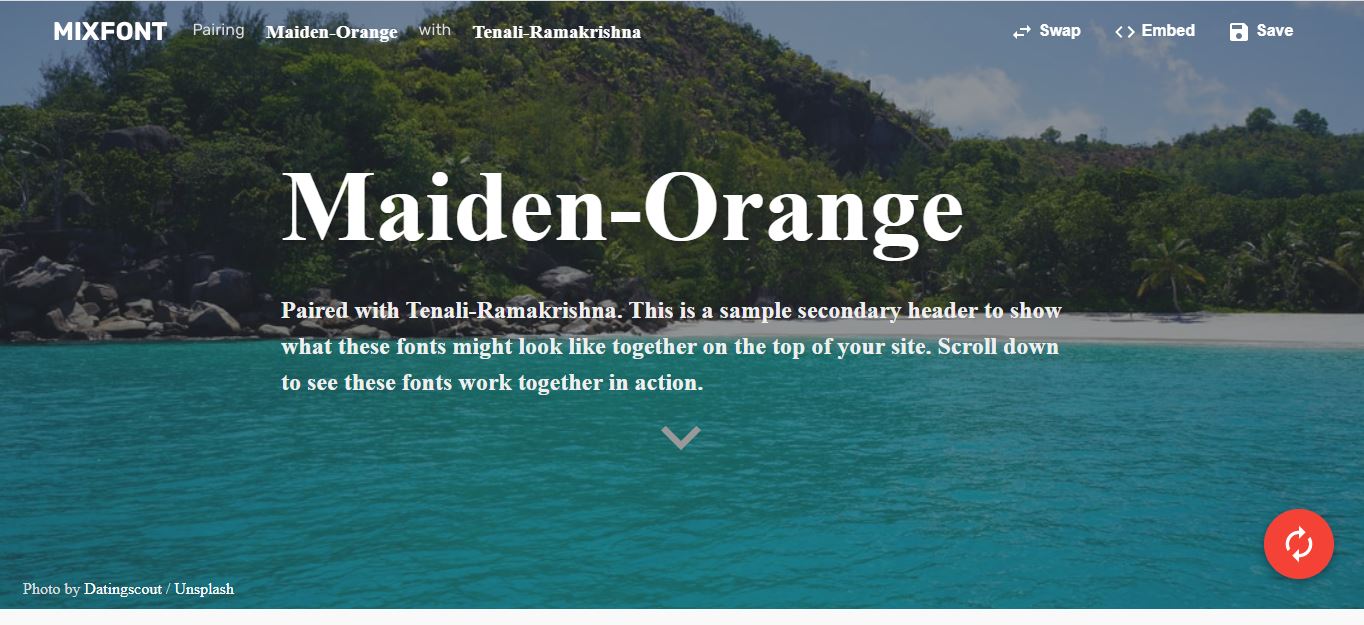 MIXFONT Pairing Maiden-Orange with Tenali-Ramakrishna Swap Embed Save
Maiden-Orange
Paired with Tenali-Ramakrishna. This is a sample secondary header to show
what these fonts might look like together on the top of your site. Scroll down
to see these fonts work together in action.
Photo by Datingscout / Unsplash